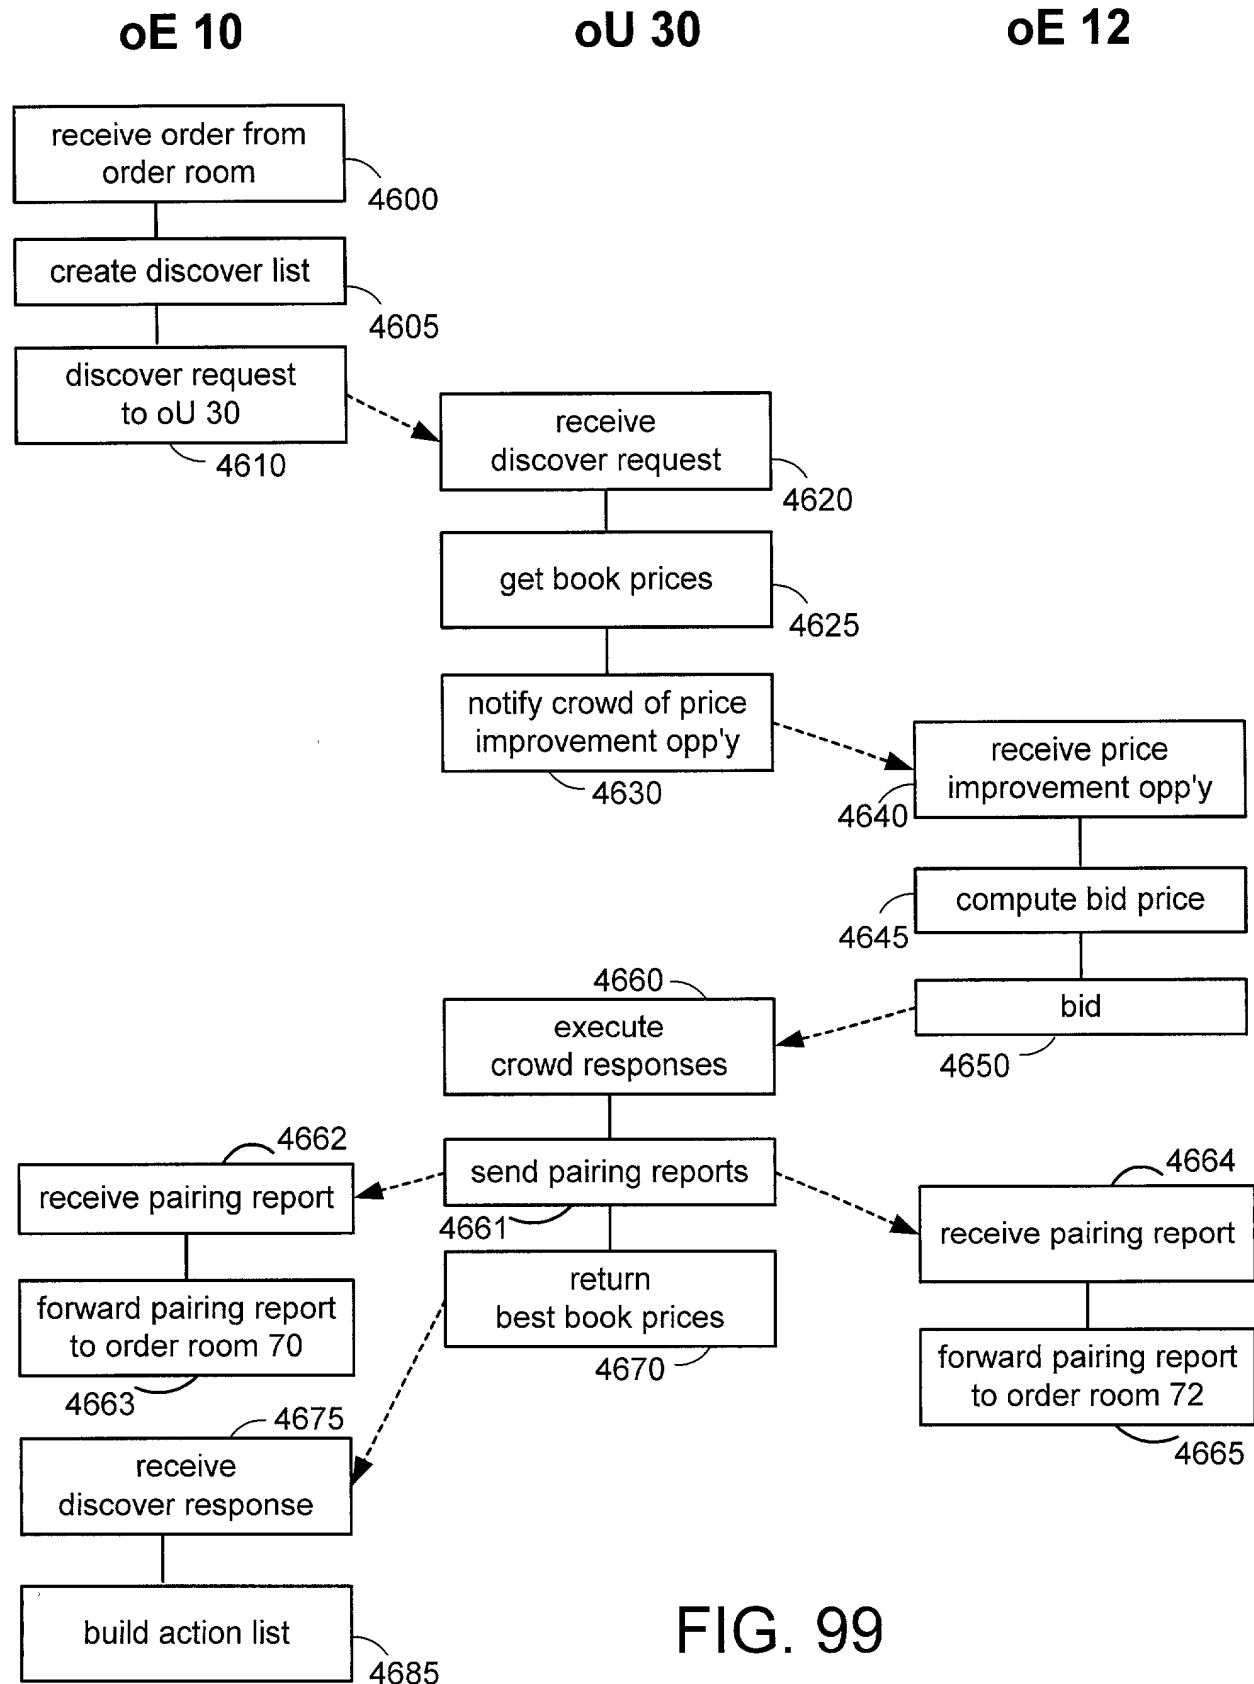 oE 10
oU 30
oE 12
receive order from
order room
4600
create discover list
4605
discover request
to oU 30
4610
receive
discover request
4620
get book prices
4625
notify crowd of price
improvement opp'y
4630
receive price
improvement opp'y
4640
compute bid price
4645
bid
4650
4660
execute
crowd responses
send pairing reports
4661
4662
receive pairing report
forward pairing report
to order room 70
4663
4664
receive pairing report
forward pairing report
to order room 72
4665
return
best book prices
4670
4675
receive
discover response
build action list
4685
FIG. 99